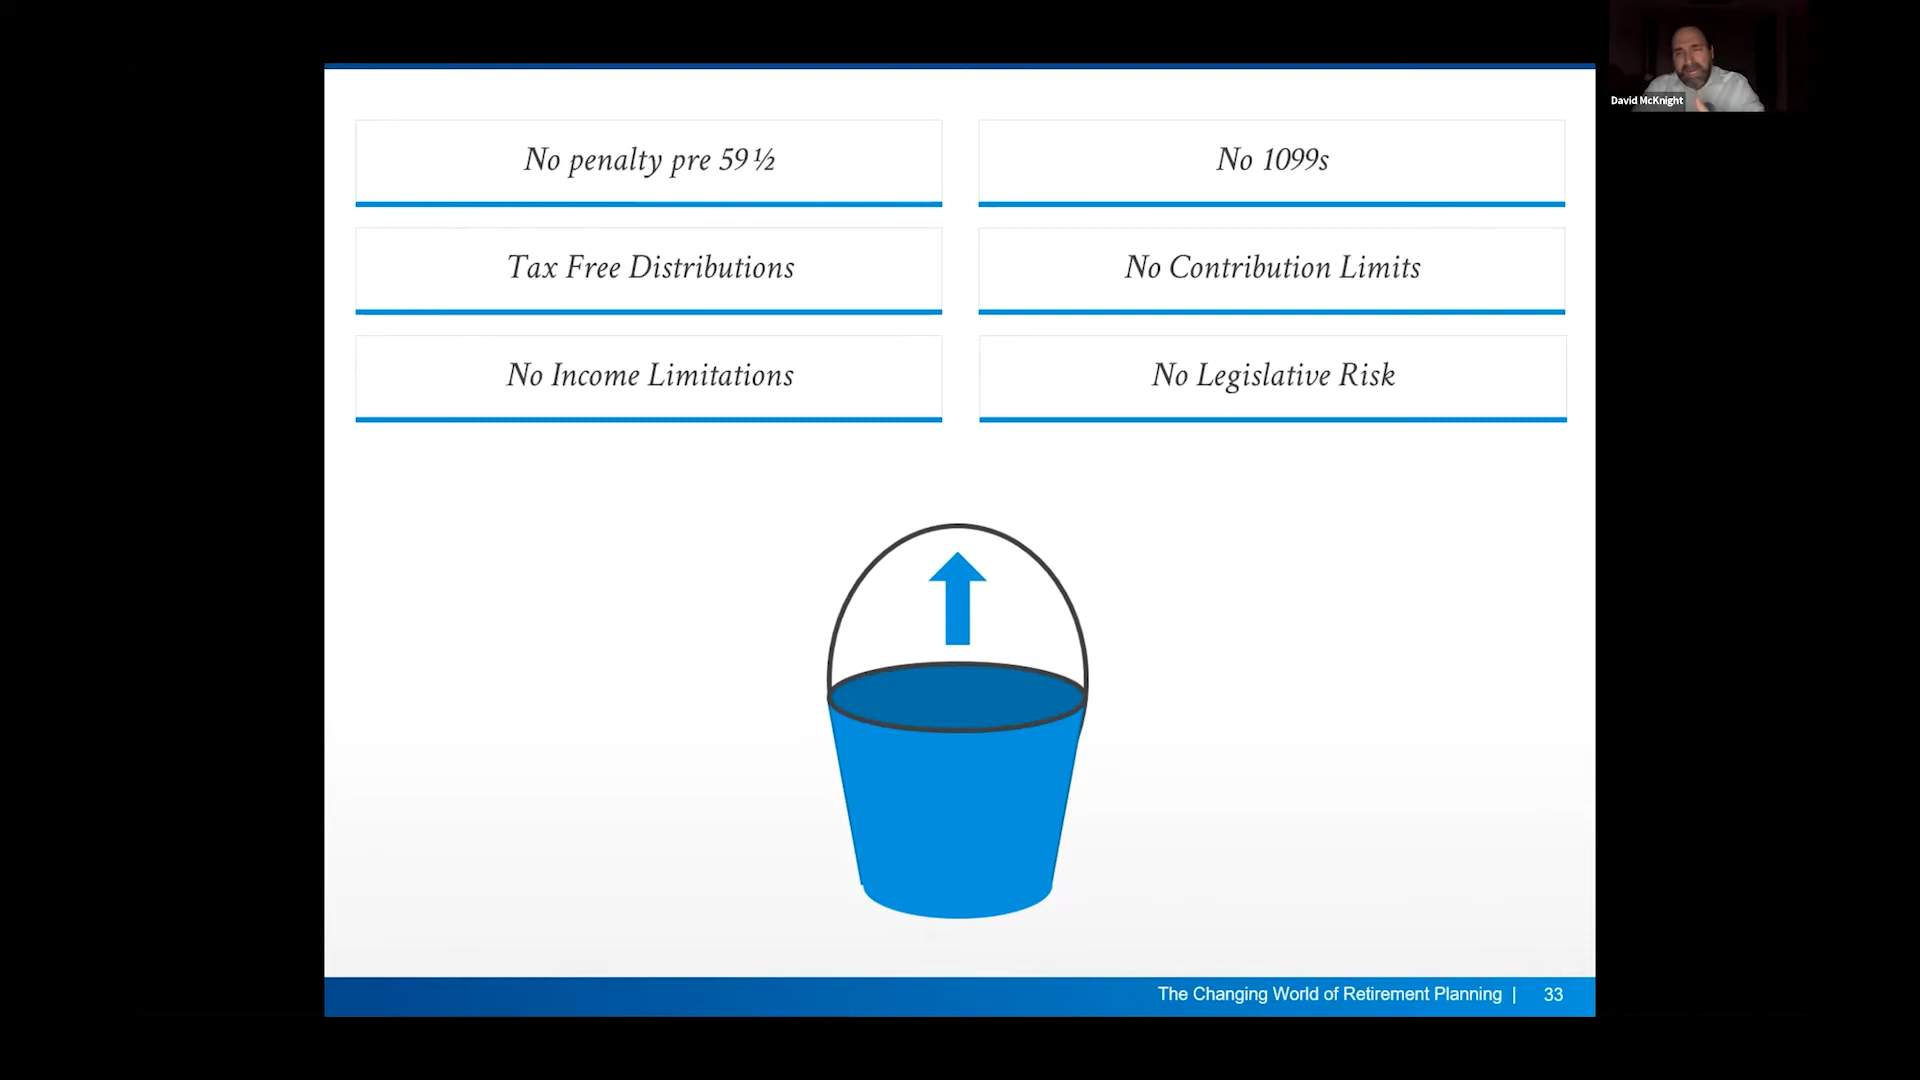 David McKnight
No penalty pre 59 ½
No 1099s
Tax Free Distributions
No Contribution Limits
No Income Limitations
No Legislative Risk
The Changing World of Retirement Planning | 33